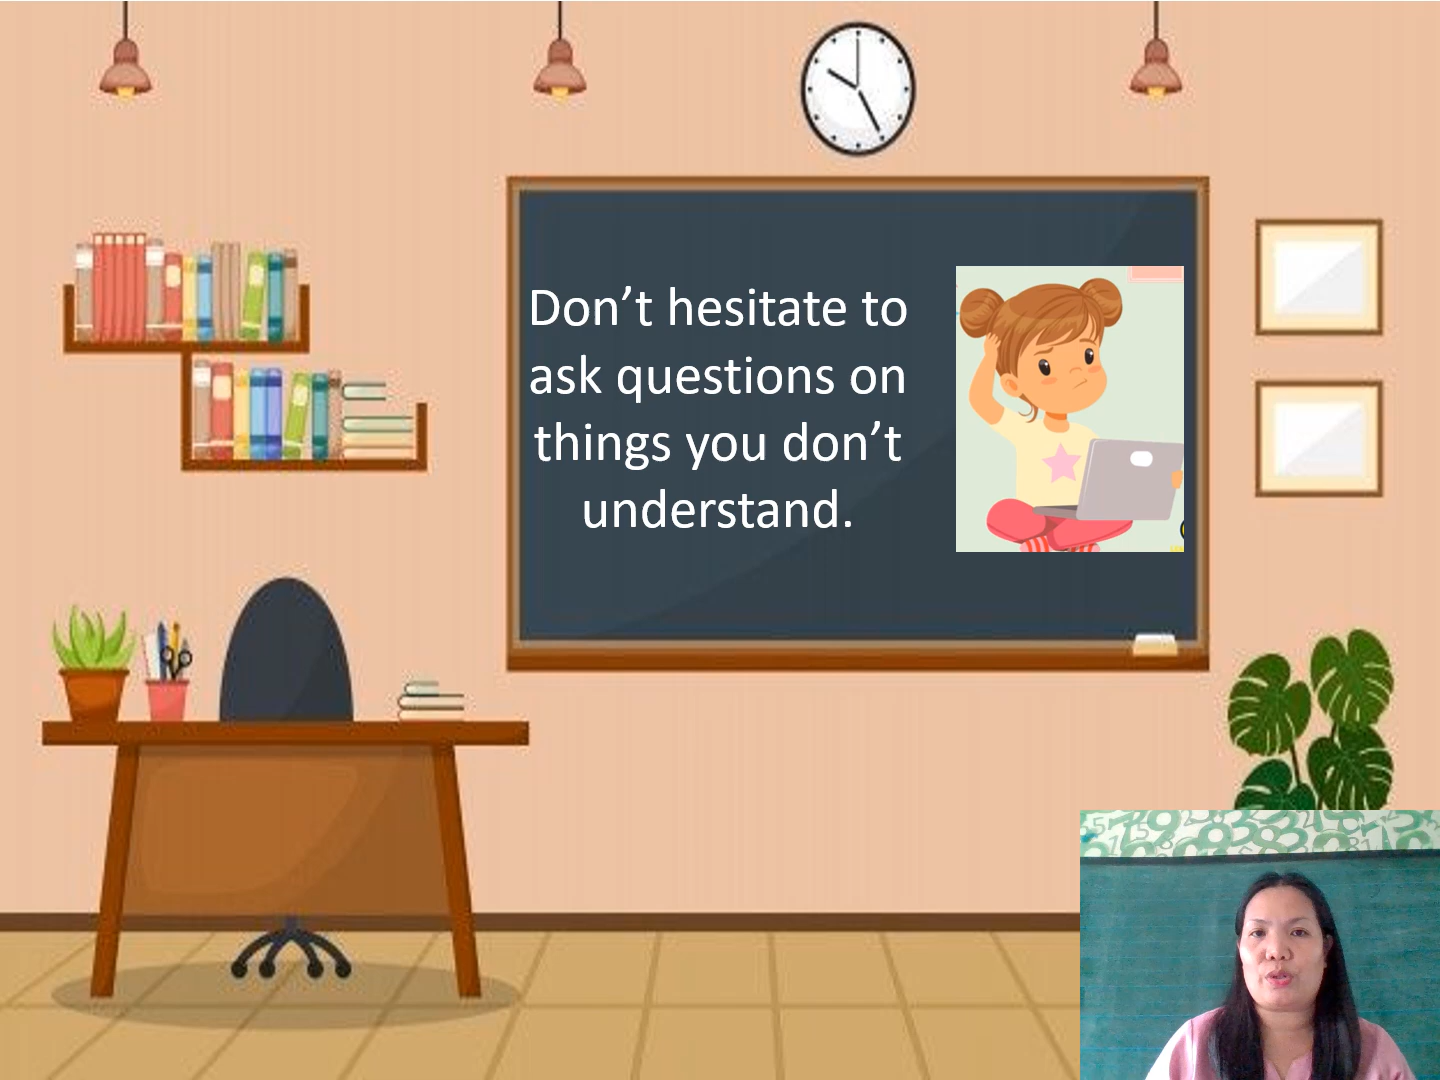 Don’t hesitate to
ask questions on
things you don’t
understand.